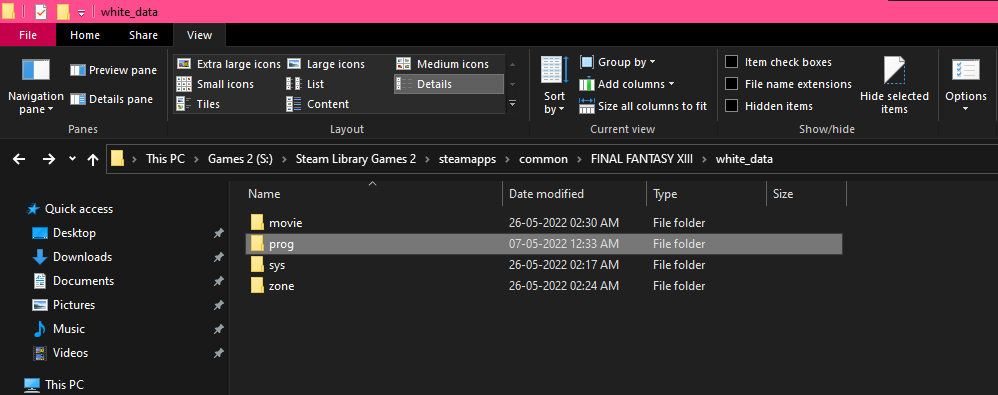 white_data
File Home Share View
Navigation pane
Preview pane
Details pane
Panes
Extra large icons Large icons Medium icons
Small icons List Details
Tiles Content
Layout
Sort by
Group by
Add columns
Size all columns to fit
Current view
Item check boxes
File name extensions
Hidden items
Hide selected items
Show/hide
Options
This PC > Games 2 (S:) > Steam Library Games 2 > steamapps > common > FINAL FANTASY XIII > white_data
Quick access
Desktop
Downloads
Documents
Pictures
Music
Videos
This PC
Name Date modified Type Size
movie 26-05-2022 02:30 AM File folder
prog 07-05-2022 12:33 AM File folder
sys 26-05-2022 02:17 AM File folder
zone 26-05-2022 02:24 AM File folder